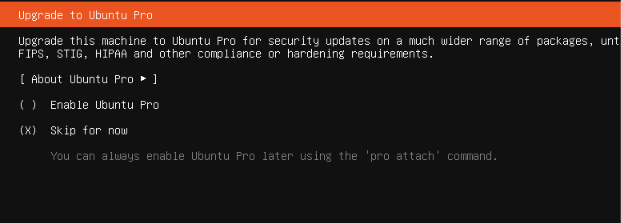 Upgrade to Ubuntu Pro
Upgrade this machine to Ubuntu Pro for security updates on a much wider range of packages, unt
FIPS, STIG, HIPAA and other compliance or hardening requirements.
[ About Ubuntu Pro ► ]
( ) Enable Ubuntu Pro
(X) Skip for now
You can always enable Ubuntu Pro later using the 'pro attach' command.